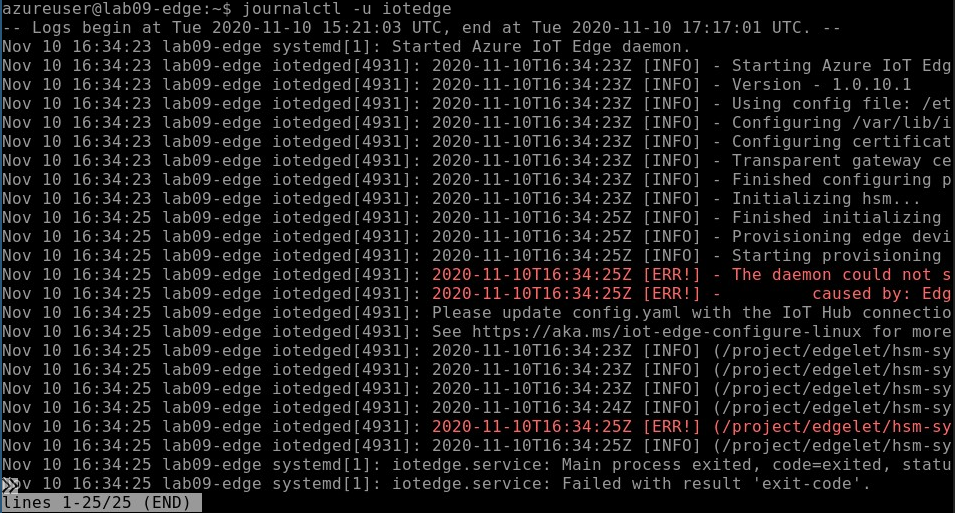 azureuser@lab09-edge:~$ journalctl -u iotedge
-- Logs begin at Tue 2020-11-10 15:21:03 UTC, end at Tue 2020-11-10 17:17:01 UTC. --
Nov 10 16:34:23 lab09-edge systemd[1]: Started Azure IoT Edge daemon.
Nov 10 16:34:23 lab09-edge iotedged[4931]: 2020-11-10T16:34:23Z [INFO] - Starting Azure IoT Edg
Nov 10 16:34:23 lab09-edge iotedged[4931]: 2020-11-10T16:34:23Z [INFO] - Version - 1.0.10.1
Nov 10 16:34:23 lab09-edge iotedged[4931]: 2020-11-10T16:34:23Z [INFO] - Using config file: /et
Nov 10 16:34:23 lab09-edge iotedged[4931]: 2020-11-10T16:34:23Z [INFO] - Configuring /var/lib/i
Nov 10 16:34:23 lab09-edge iotedged[4931]: 2020-11-10T16:34:23Z [INFO] - Configuring certificat
Nov 10 16:34:23 lab09-edge iotedged[4931]: 2020-11-10T16:34:23Z [INFO] - Transparent gateway ce
Nov 10 16:34:23 lab09-edge iotedged[4931]: 2020-11-10T16:34:23Z [INFO] - Finished configuring p
Nov 10 16:34:23 lab09-edge iotedged[4931]: 2020-11-10T16:34:23Z [INFO] - Initializing hsm...
Nov 10 16:34:25 lab09-edge iotedged[4931]: 2020-11-10T16:34:25Z [INFO] - Finished initializing
Nov 10 16:34:25 lab09-edge iotedged[4931]: 2020-11-10T16:34:25Z [INFO] - Provisioning edge devi
Nov 10 16:34:25 lab09-edge iotedged[4931]: 2020-11-10T16:34:25Z [INFO] - Starting provisioning
Nov 10 16:34:25 lab09-edge iotedged[4931]: 2020-11-10T16:34:25Z [ERR!] - The daemon could not s
Nov 10 16:34:25 lab09-edge iotedged[4931]: 2020-11-10T16:34:25Z [ERR!] -         caused by: Edg
Nov 10 16:34:25 lab09-edge iotedged[4931]: Please update config.yaml with the IoT Hub connectio
Nov 10 16:34:25 lab09-edge iotedged[4931]: See https://aka.ms/iot-edge-configure-linux for more
Nov 10 16:34:25 lab09-edge iotedged[4931]: 2020-11-10T16:34:23Z [INFO] (/project/edgelet/hsm-sy
Nov 10 16:34:25 lab09-edge iotedged[4931]: 2020-11-10T16:34:23Z [INFO] (/project/edgelet/hsm-sy
Nov 10 16:34:25 lab09-edge iotedged[4931]: 2020-11-10T16:34:23Z [INFO] (/project/edgelet/hsm-sy
Nov 10 16:34:25 lab09-edge iotedged[4931]: 2020-11-10T16:34:24Z [INFO] (/project/edgelet/hsm-sy
Nov 10 16:34:25 lab09-edge iotedged[4931]: 2020-11-10T16:34:25Z [ERR!] (/project/edgelet/hsm-sy
Nov 10 16:34:25 lab09-edge iotedged[4931]: 2020-11-10T16:34:25Z [INFO] (/project/edgelet/hsm-sy
Nov 10 16:34:25 lab09-edge systemd[1]: iotedge.service: Main process exited, code=exited, statu
Nov 10 16:34:25 lab09-edge systemd[1]: iotedge.service: Failed with result 'exit-code'.
lines 1-25/25 (END)